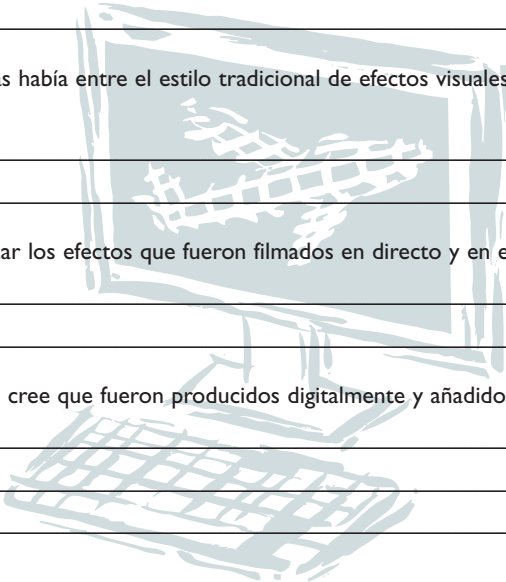 s había entre el estilo tradicional de efectos visuales
ar los efectos que fueron filmados en directo y en e
cree que fueron producidos digitalmente y añadido